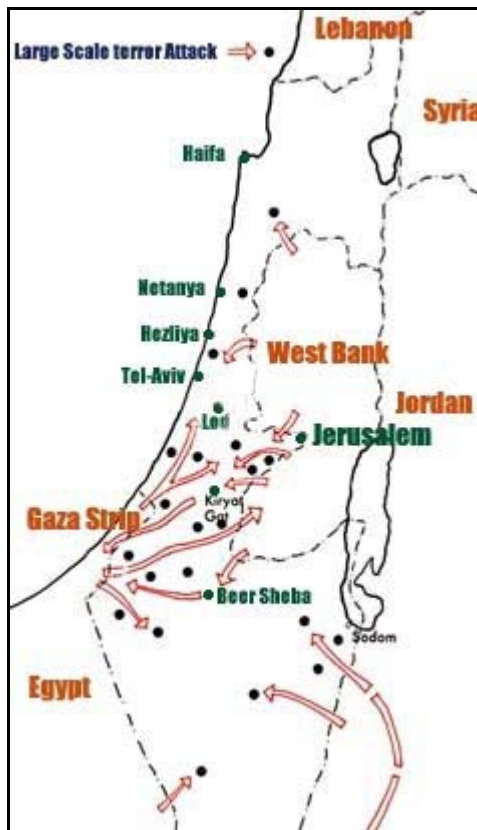 Lebanon
Large Scale terror Attack
Syria
Haifa
Netanya
Hezliya
West Bank
Tel-Aviv
Jordan
Lod
Jerusalem
Kiryat
Gat
Gaza Strip
Beer Sheba
Sodom
Egypt